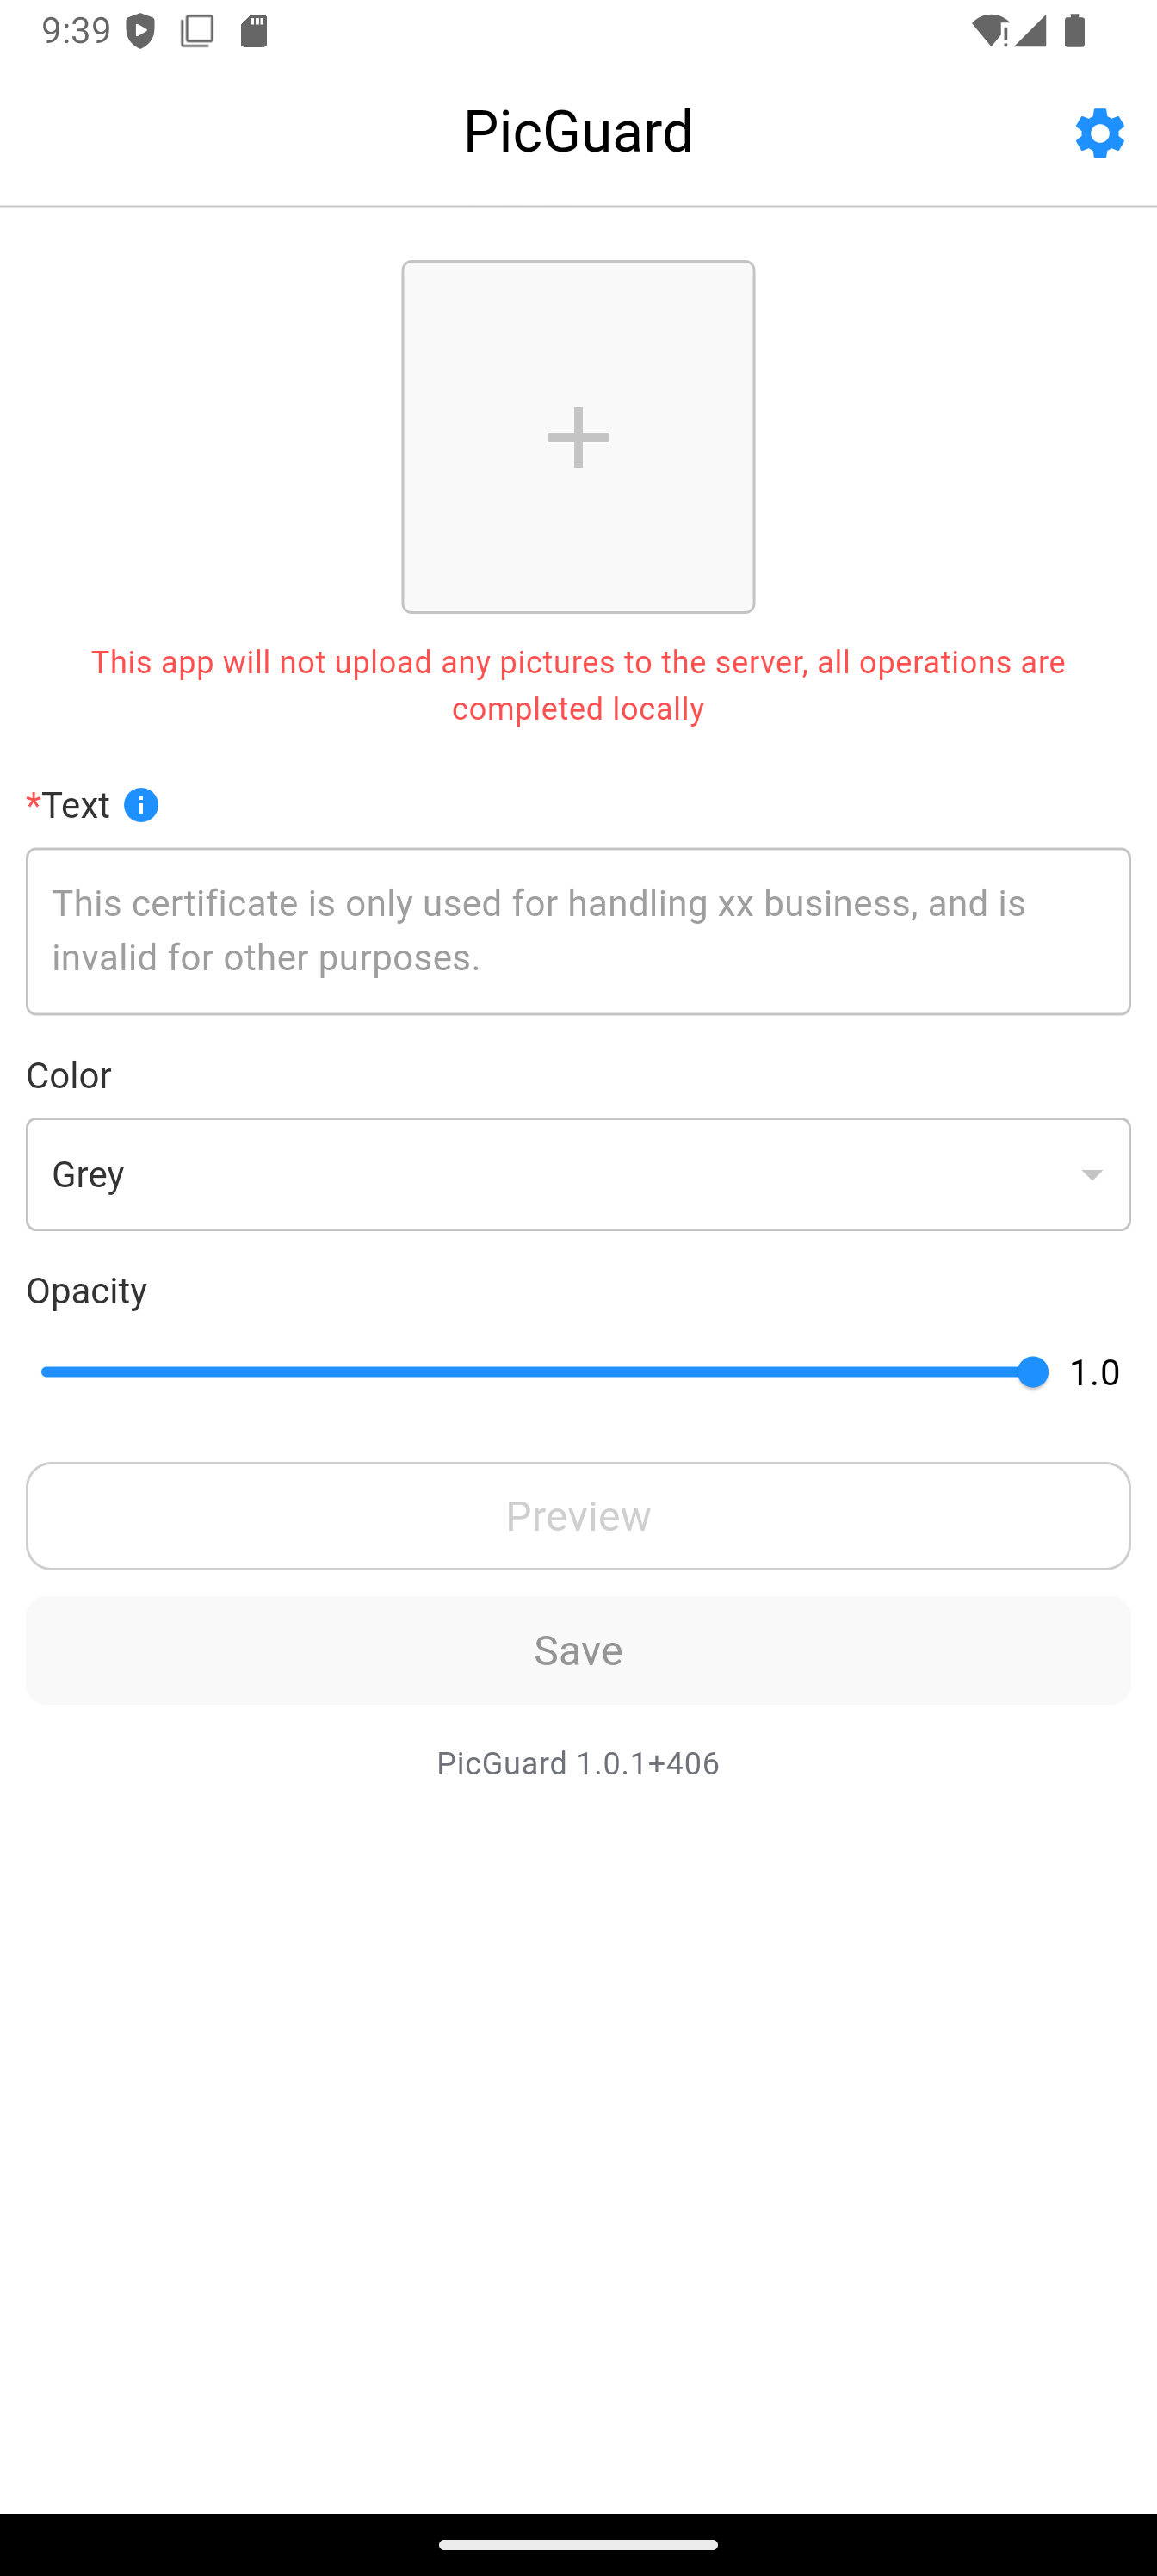 9:39
PicGuard
This app will not upload any pictures to the server, all operations are
completed locally
*Text
This certificate is only used for handling xx business, and is
invalid for other purposes.
Color
Grey
Opacity
1.0
Preview
Save
PicGuard 1.0.1+406